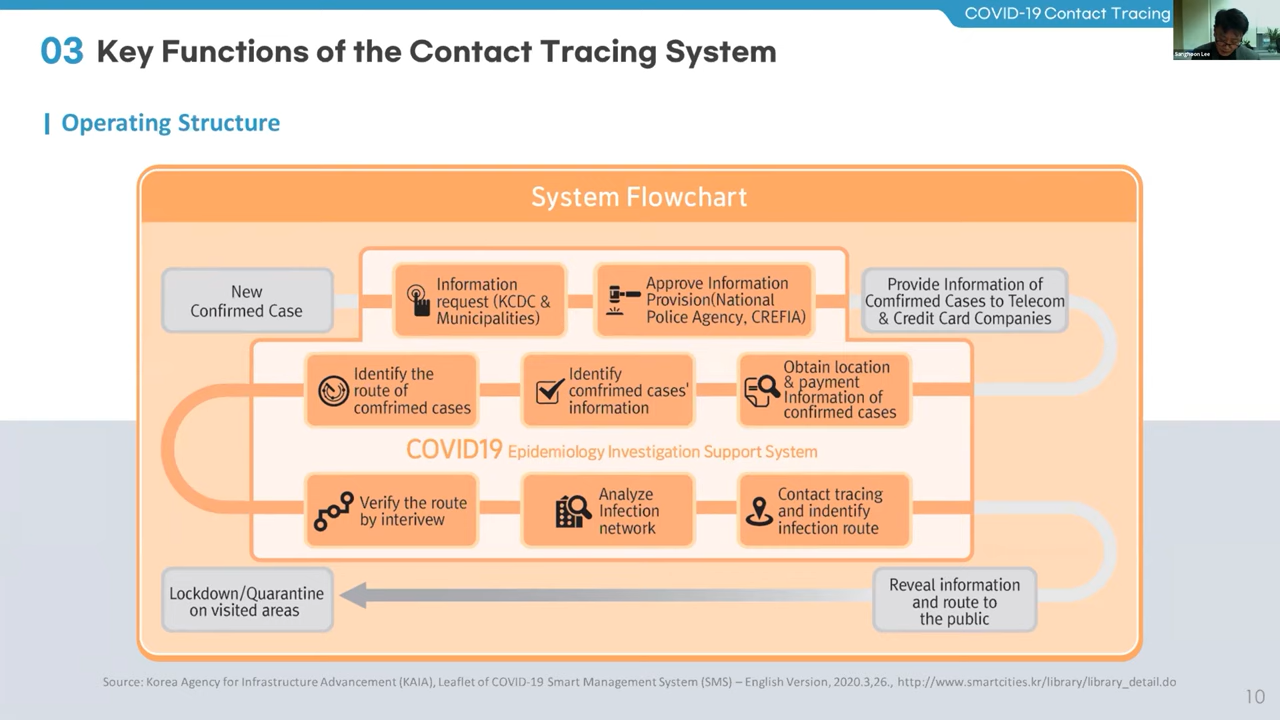 COVID-19 Contact Tracing
Sanghoon Lee
03 Key Functions of the Contact Tracing System
Operating Structure
System Flowchart
New
Confirmed Case
Information
request (KCDC &
Municipalities)
Approve Information
Provision(National
Police Agency, CREFIA)
Provide Information of
Comfirmed Cases to Telecom
& Credit Card Companies
Identify the
route of
comfrimed cases
Identify
comfrimed cases'
information
Obtain location
& payment
Information of
confirmed cases
COVID19 Epidemiology Investigation Support System
Verify the route
by interivew
Analyze
Infection
network
Contact tracing
and indentify
infection route
Lockdown/Quarantine
on visited areas
Reveal information
and route to
the public
Source: Korea Agency for Infrastructure Advancement (KAIA), Leaflet of COVID-19 Smart Management System (SMS) – English Version, 2020.3,26., http://www.smartcities.kr/library/library_detail.do
10